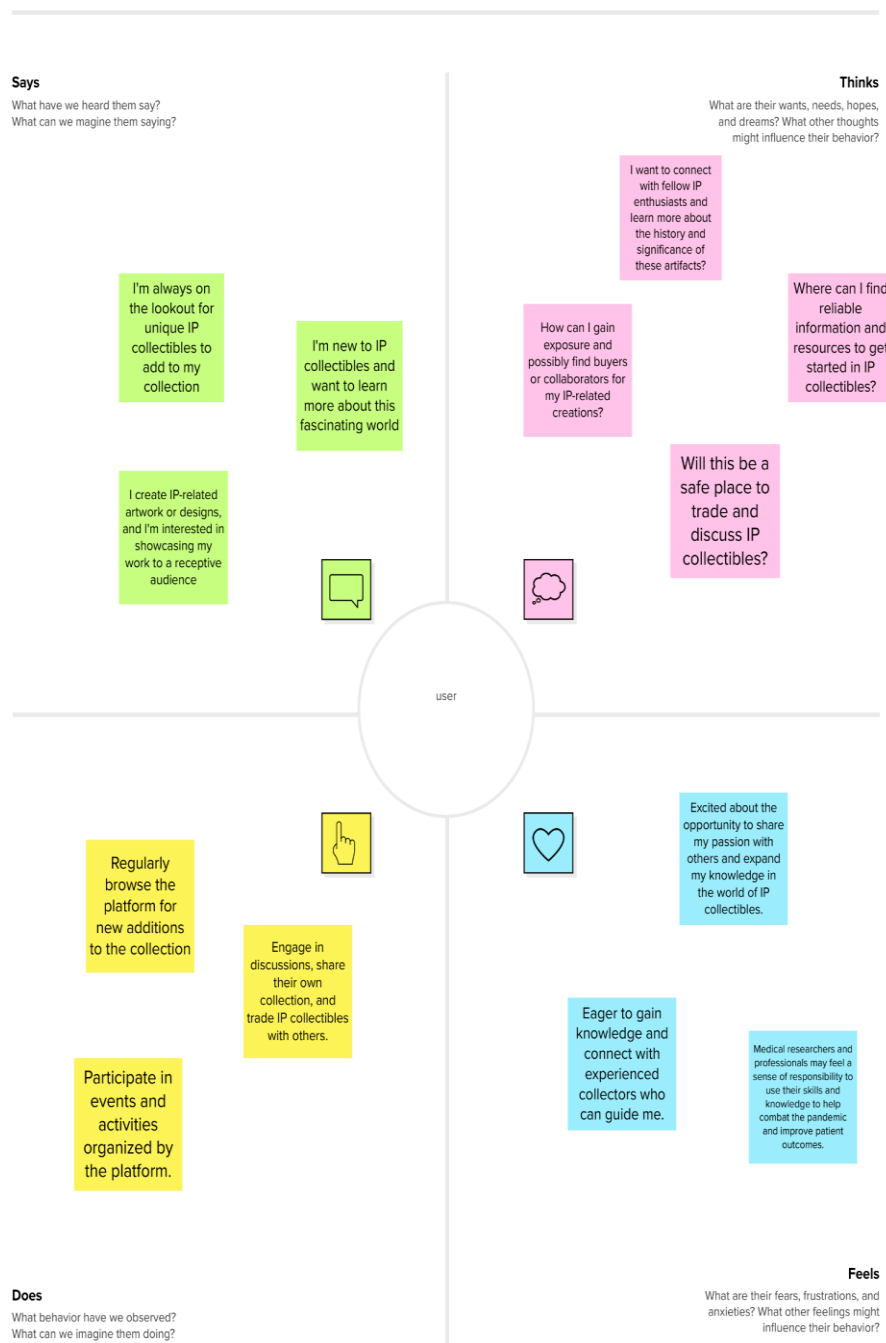 Says
What have we heard them say?
What can we magine them saying?
Thinks
What are their wants, needs, hopes,
and dreams? What other thoughts
might influence their behavior?
I'm always on
the lookout for
unique IP
collectibles to
add to my
collection
I'm new to IP
collectibles and
want to learn
more about this
fascinating world
I create IP-related
artwork or designs,
and I'm interested in
showcasing my
work to a receptive
audience
I want to connect
with fellow IP
enthusiasts and
learn more about
the history and
significance of
these artifacts?
How can I gain
exposure and
possibly find buyers
or collaborators for
my IP-related
creations?
Where can I find
reliable
information and
resources to get
started in IP
collectibles?
Will this be a
safe place to
trade and
discuss IP
collectibles?
user
Regularly
browse the
platform for
new additions
to the collection
Engage in
discussions, share
their own
collection, and
trade IP collectibles
with others.
Participate in
events and
activities
organized by
the platform.
Excited about the
opportunity to share
my passion with
others and expand
my knowledge in
the world of IP
collectibles.
Eager to gain
knowledge and
connect with
experienced
collectors who
can guide me.
Medical researchers and
professionals may feel a
sense of responsibility to
use their skills and
knowledge to help
combat the pandemic
and improve patient
outcomes.
Does
What behavior have we observed?
What can we imagine them doing?
Feels
What are their fears, frustrations, and
anxieties? What other feelings might
influence their behavior?